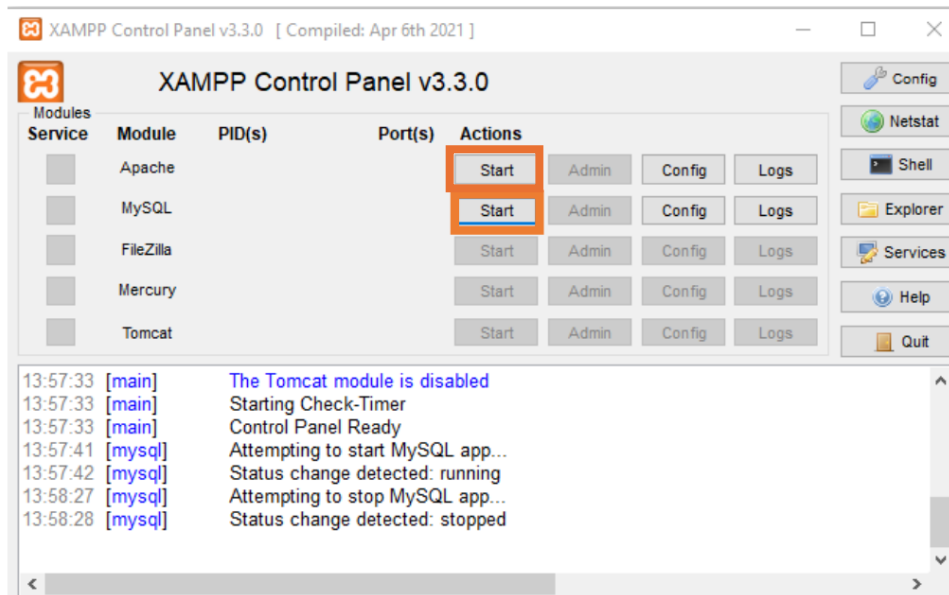 XAMPP Control Panel v3.3.0 [ Compiled: Apr 6th 2021 ]
XAMPP Control Panel v3.3.0
Config
Modules
Service Module PID(s) Port(s) Actions
Netstat
Apache Start Admin Config Logs
Shell
MySQL Start Admin Config Logs
Explorer
FileZilla Start Admin Config Logs
Services
Mercury Start Admin Config Logs
Help
Tomcat Start Admin Config Logs
Quit
13:57:33 [main] The Tomcat module is disabled
13:57:33 [main] Starting Check-Timer
13:57:33 [main] Control Panel Ready
13:57:41 [mysql] Attempting to start MySQL app...
13:57:42 [mysql] Status change detected: running
13:58:27 [mysql] Attempting to stop MySQL app...
13:58:28 [mysql] Status change detected: stopped